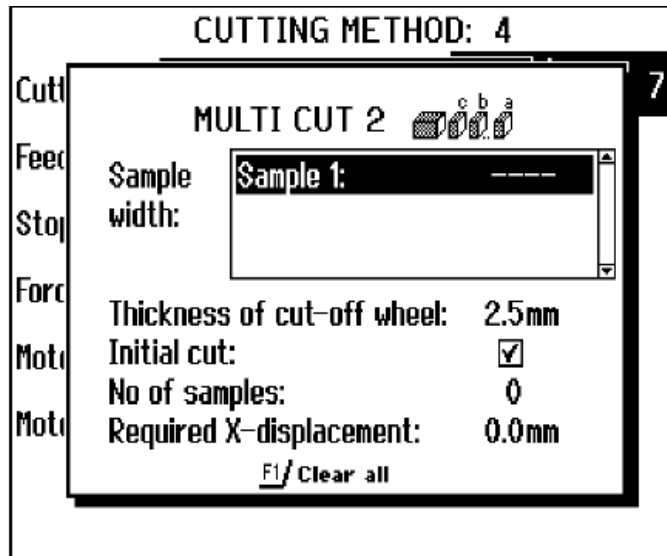 CUTTING METHOD: 4
7
MULTI CUT 2 c b a
Sample width:
Sample 1: ----
Thickness of cut-off wheel: 2.5mm
Initial cut: ✓
No of samples: 0
Required X-displacement: 0.0mm
F1/ Clear all
Cutt
Feed
Stop
Forc
Moto
Moto